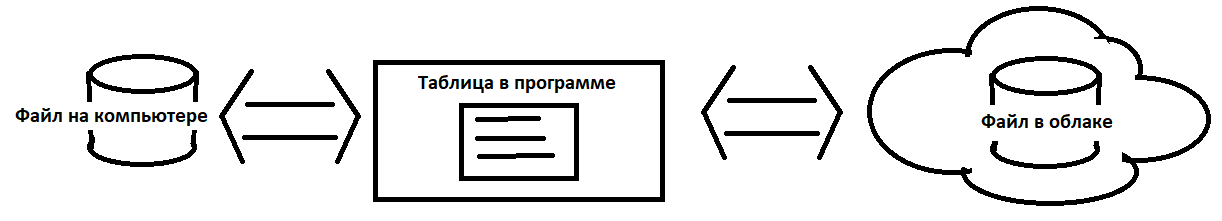 Файл на компьютере
Таблица в программе
Файл в облаке